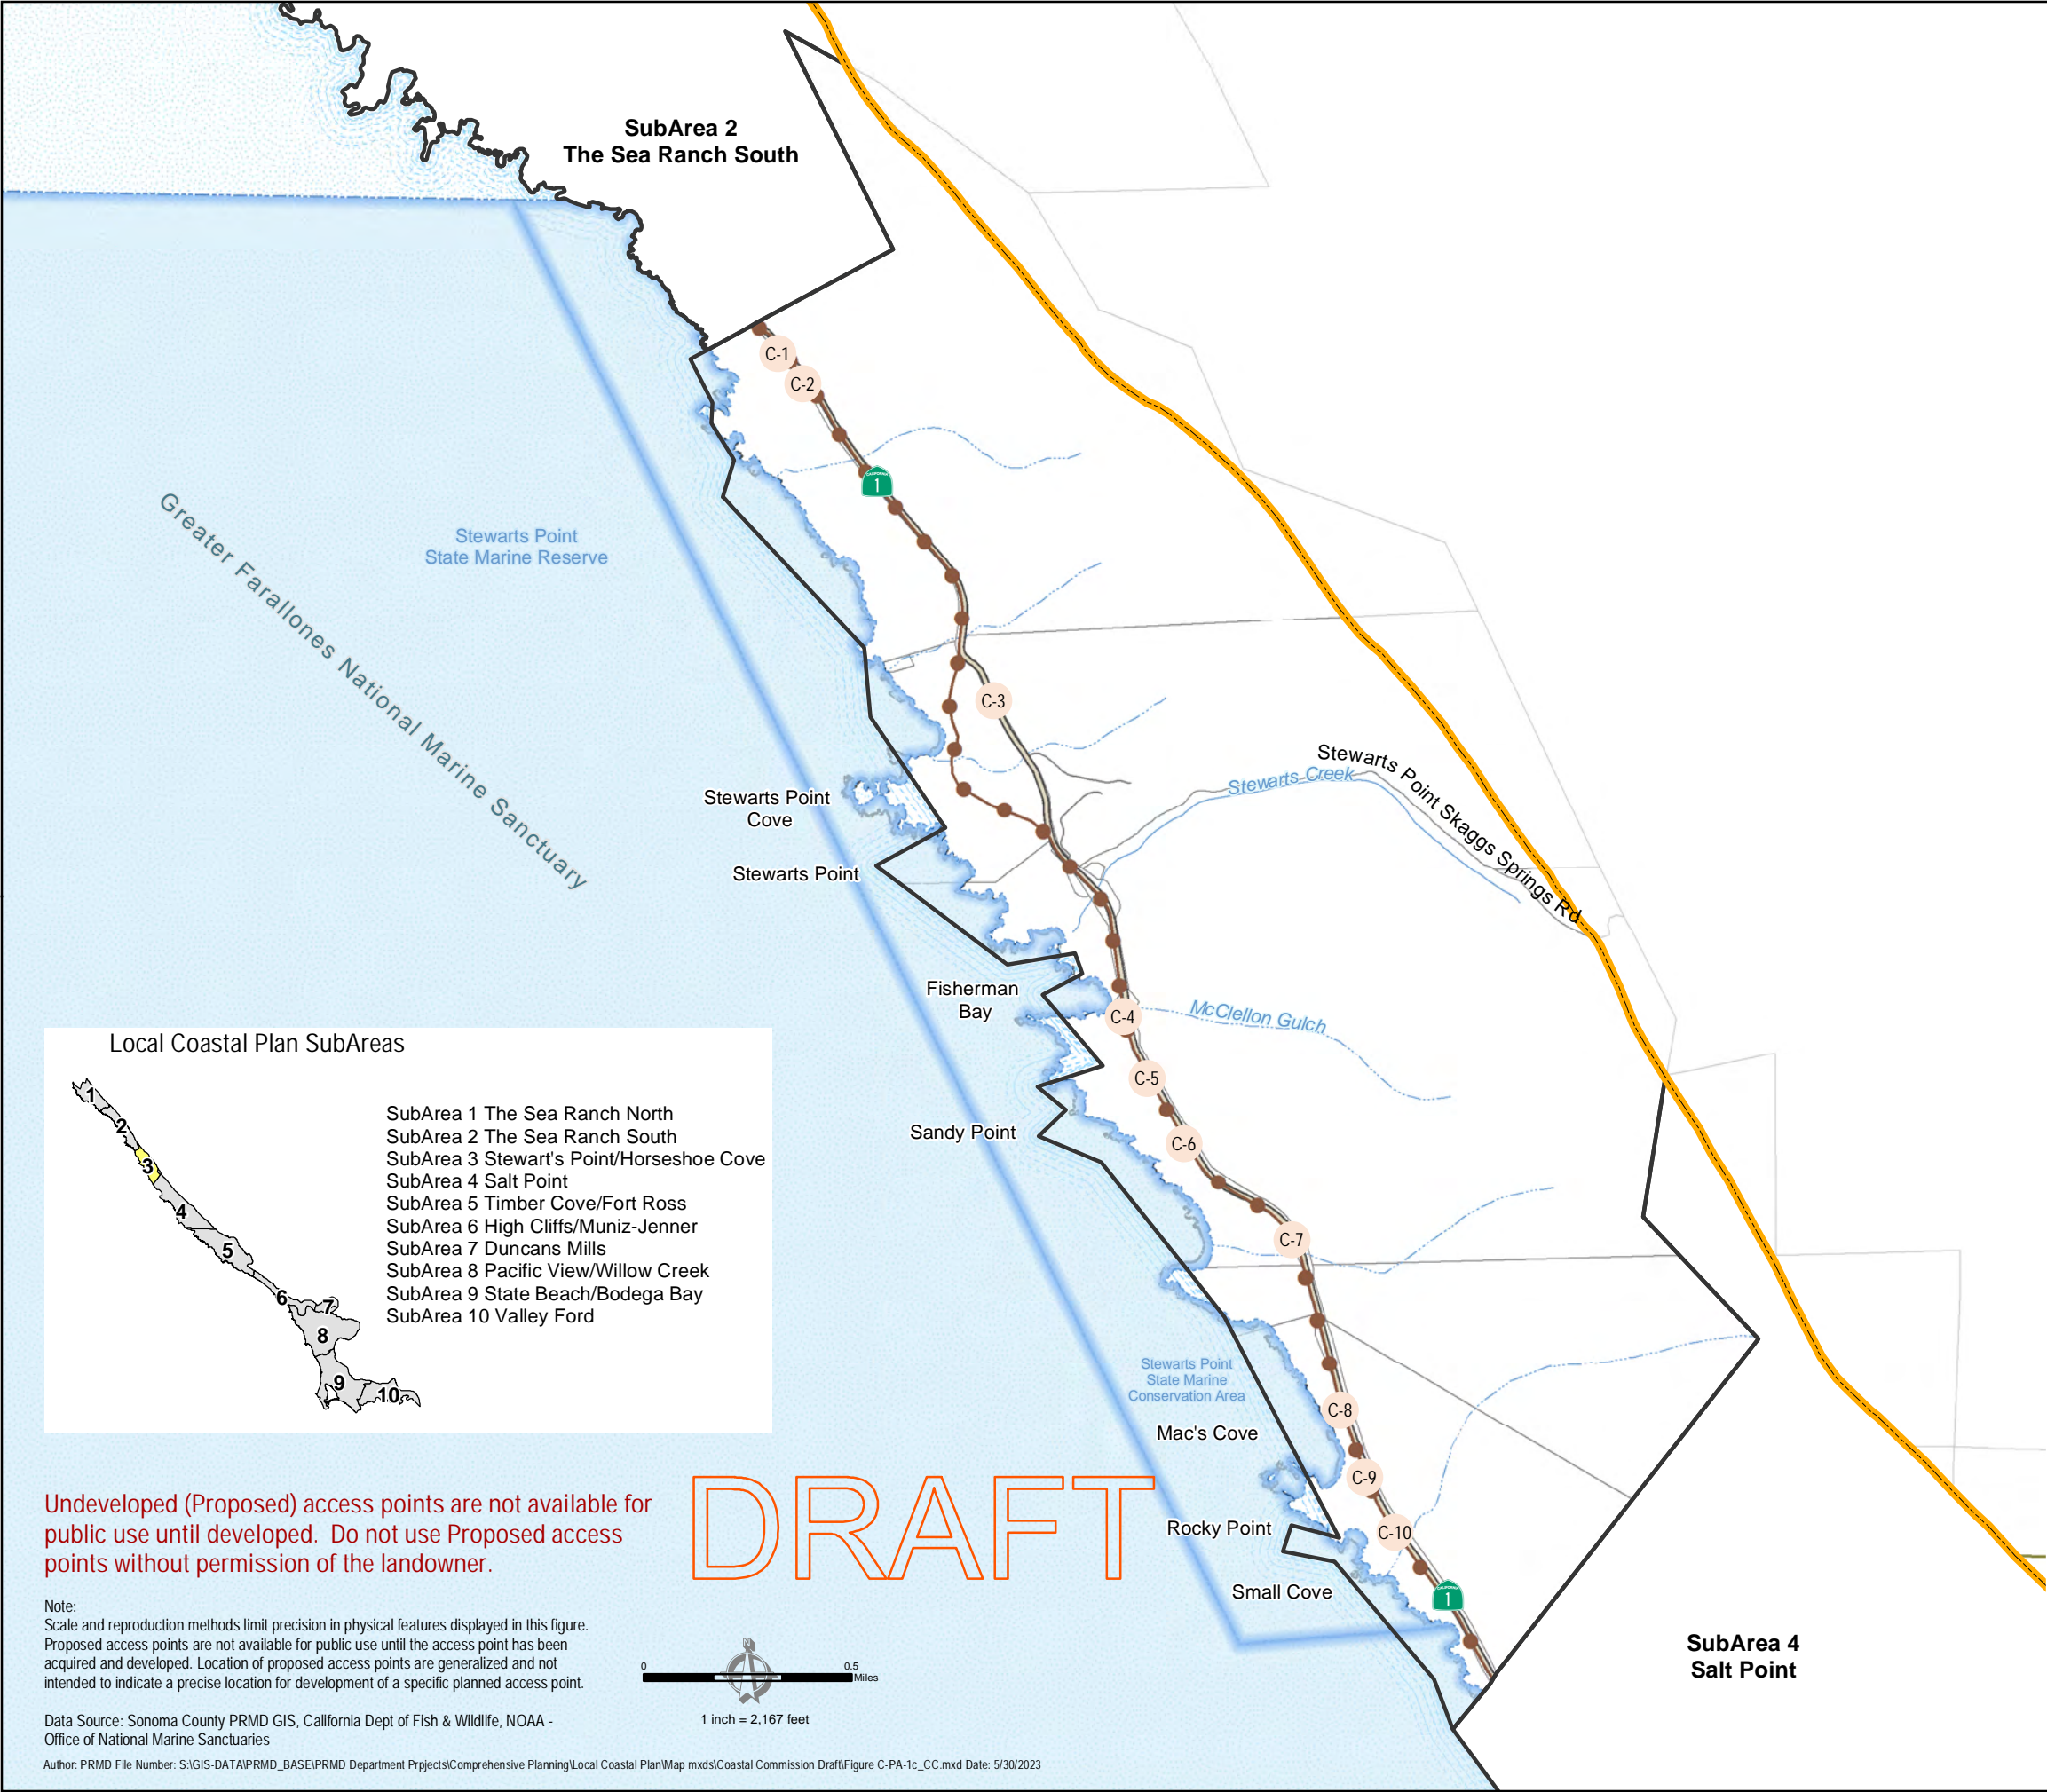 SubArea 2
The Sea Ranch South
C-1
C-2
CALIFORNIA
1
Greater Farallones National Marine Sanctuary
Stewarts Point
State Marine Reserve
C-3
Stewarts Point Skaggs Springs Rd
Stewarts Creek
Stewarts Point
Cove
Stewarts Point
Fisherman
Bay
C-4
McClellon Gulch
C-5
Sandy Point
C-6
C-7
Stewarts Point
State Marine
Conservation Area
C-8
Mac's Cove
C-9
Rocky Point
C-10
Small Cove
CALIFORNIA
1
SubArea 4
Salt Point
Local Coastal Plan SubAreas
1
2
3
4
5
6
7
8
9
10
SubArea 1 The Sea Ranch North
SubArea 2 The Sea Ranch South
SubArea 3 Stewart's Point/Horseshoe Cove
SubArea 4 Salt Point
SubArea 5 Timber Cove/Fort Ross
SubArea 6 High Cliffs/Muniz-Jenner
SubArea 7 Duncans Mills
SubArea 8 Pacific View/Willow Creek
SubArea 9 State Beach/Bodega Bay
SubArea 10 Valley Ford
Undeveloped (Proposed) access points are not available for
public use until developed.  Do not use Proposed access
points without permission of the landowner.
DRAFT
Note:
Scale and reproduction methods limit precision in physical features displayed in this figure.
Proposed access points are not available for public use until the access point has been
acquired and developed. Location of proposed access points are generalized and not
intended to indicate a precise location for development of a specific planned access point.
N
0 0.5
Miles
1 inch = 2,167 feet
Data Source: Sonoma County PRMD GIS, California Dept of Fish & Wildlife, NOAA -
Office of National Marine Sanctuaries
Author: PRMD File Number: S:\GIS-DATA\PRMD_BASE\PRMD Department Prpjects\Comprehensive Planning\Local Coastal Plan\Map mxds\Coastal Commission Draft\Figure C-PA-1c_CC.mxd Date: 5/30/2023